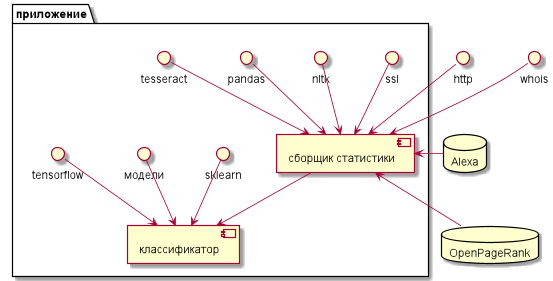 приложение
tesseract
pandas
nltk
ssl
http
whois
сборщик статистики
Alexa
tensorflow
модели
sklearn
классификатор
OpenPageRank